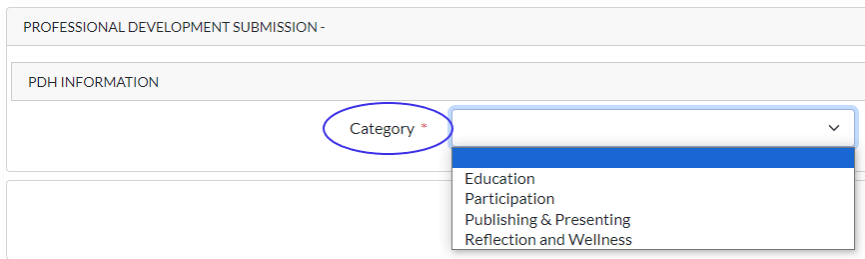 PROFESSIONAL DEVELOPMENT SUBMISSION -
PDH INFORMATION
Category *
Education
Participation
Publishing & Presenting
Reflection and Wellness